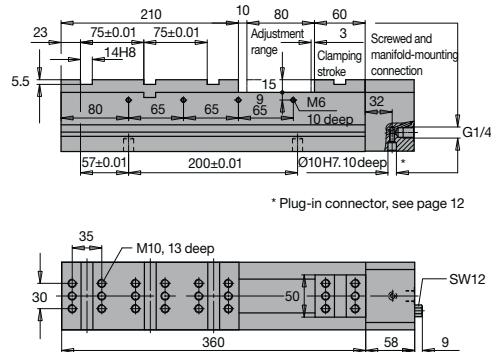 210 10 80 60
23 75±0.01 75±0.01 Adjustment range 3 Screwed and manifold-mounting connection
14H8 Clamping stroke
5.5 15
9
80 65 65 65 M6 10 deep 32
G1/4
57±0.01 200±0.01 Ø10H7.10deep *
* Plug-in connector, see page 12
35 M10, 13 deep
SW12
30 50
360 58 9